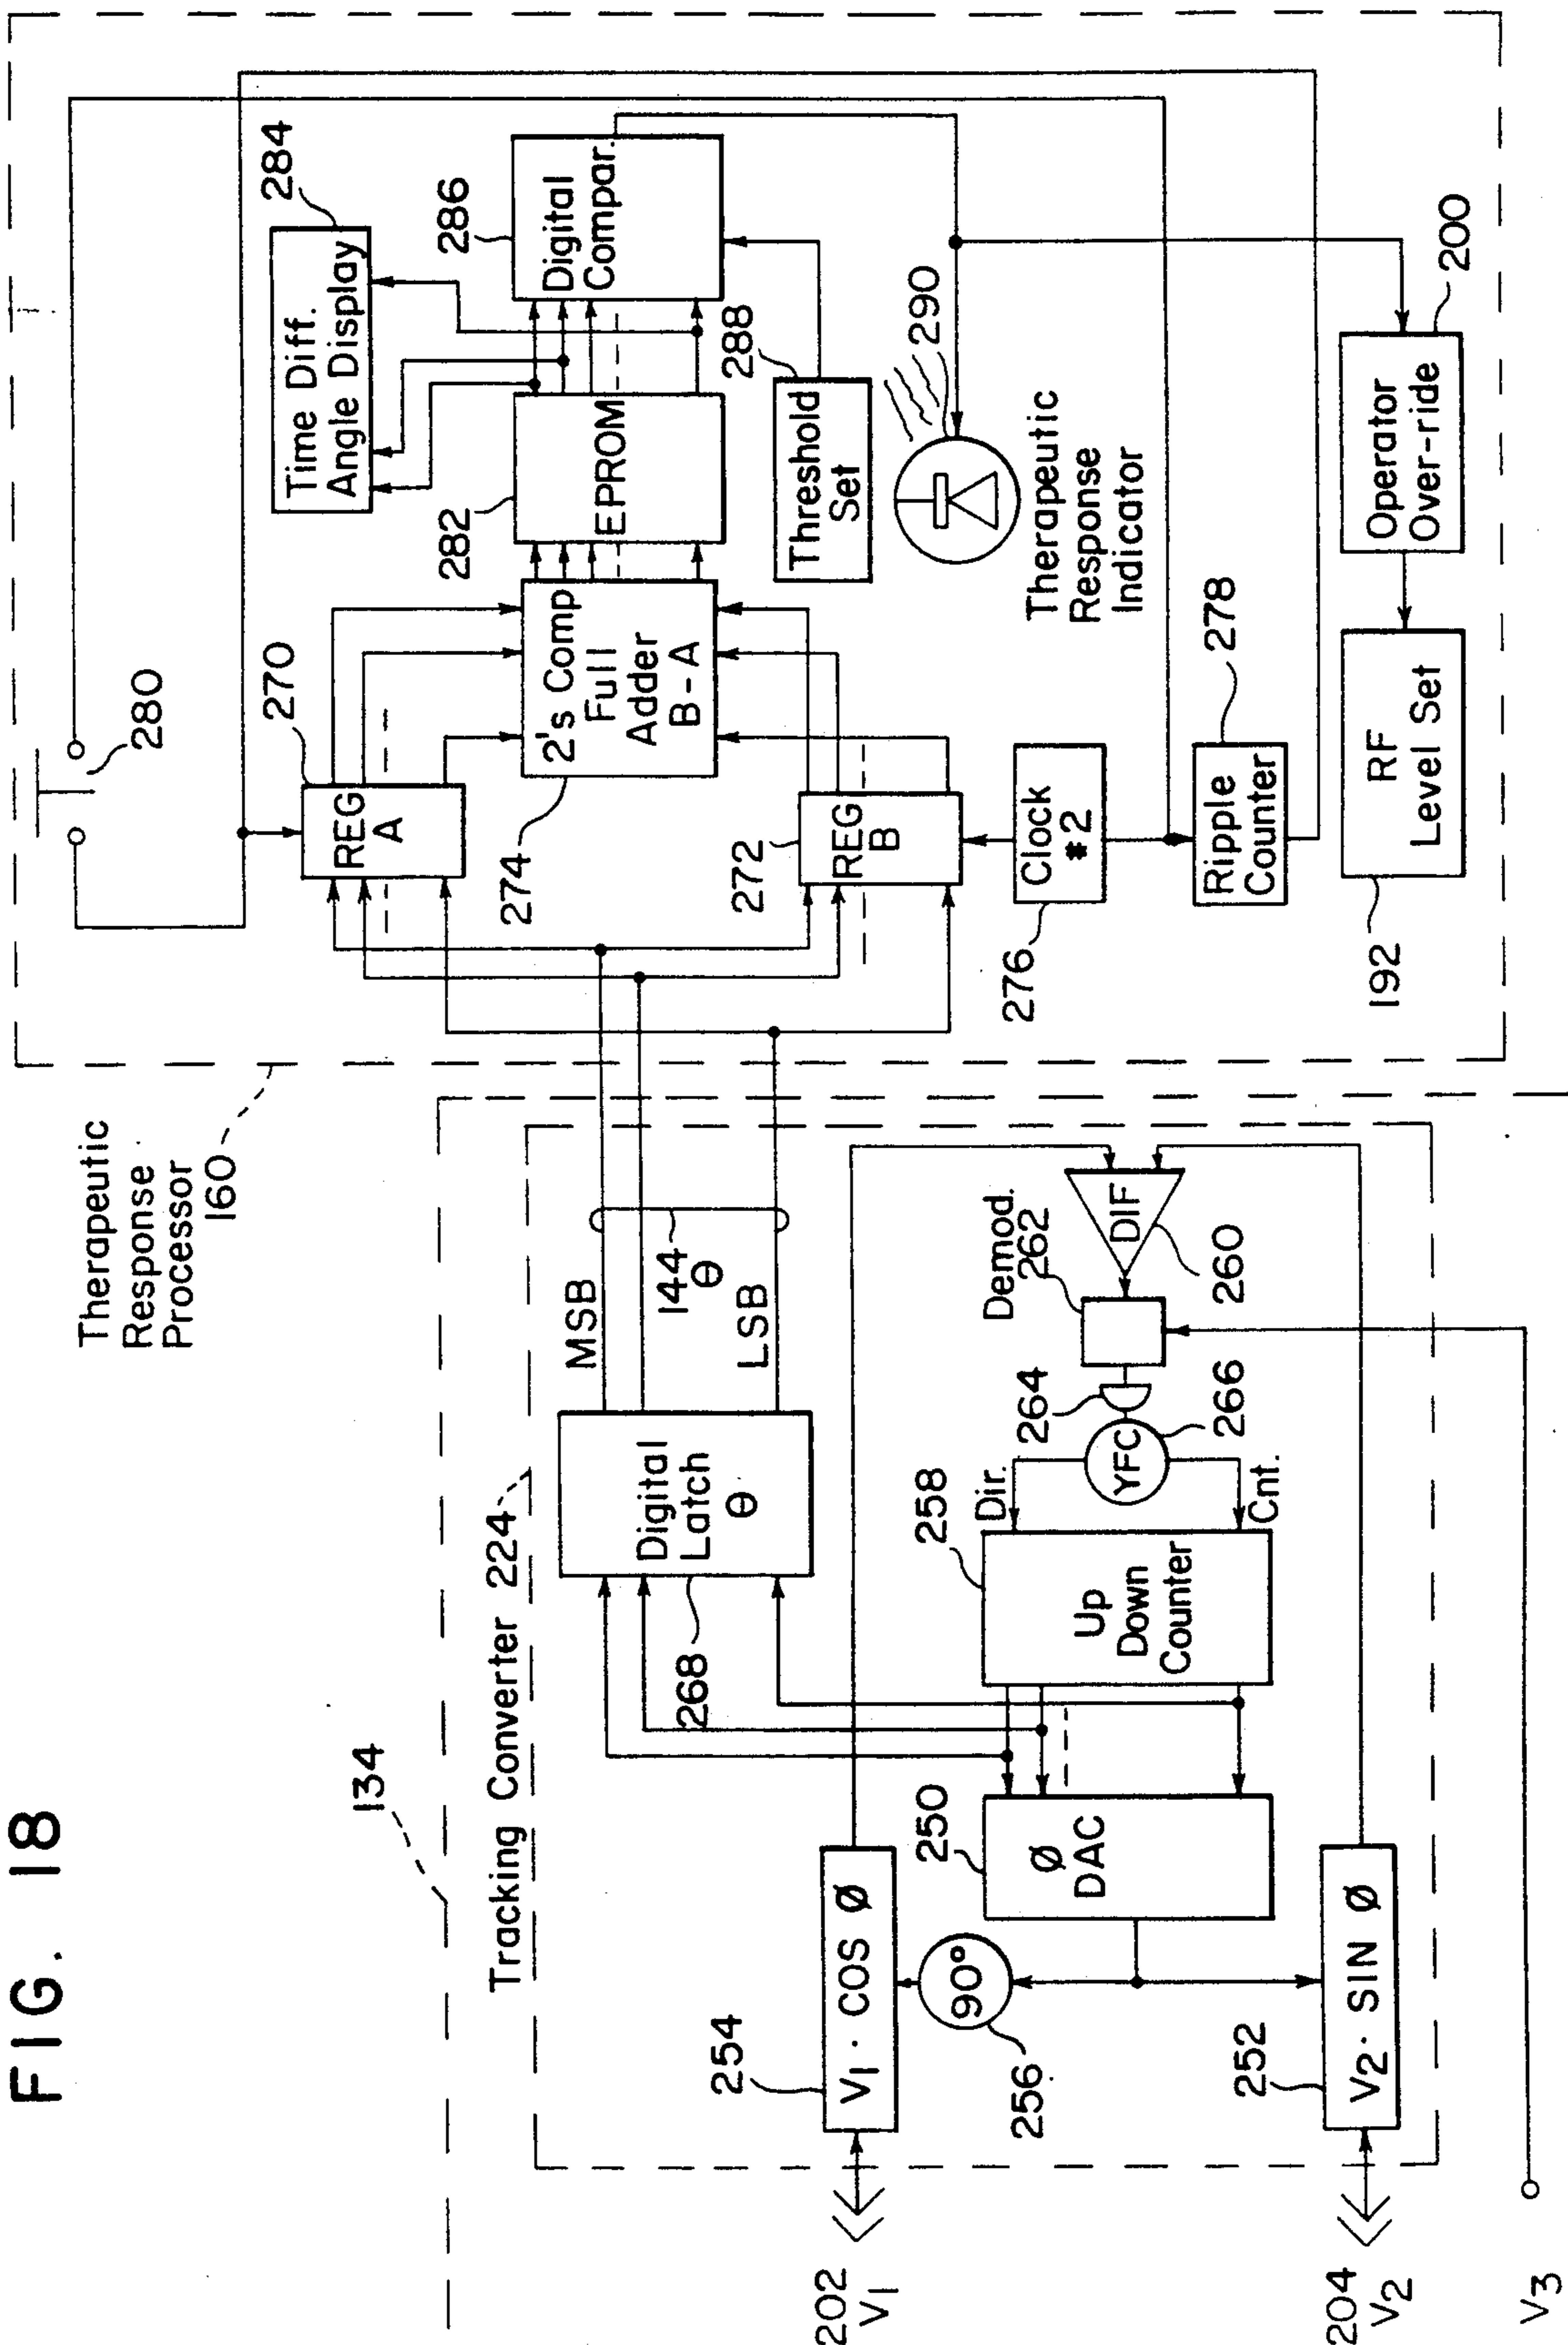 FIG. 18
134
Therapeutic
Response
Processor
160
Tracking Converter 224
202
V1
204
V2
V3
254
V1 · COS Ø
256
90°
252
V2 · SIN Ø
250
Ø
DAC
258
Up
Down
Counter
Dir.
Cnt.
264
YFC
266
Demod.
262
DIF
260
268
Digital
Latch
θ
MSB
144
θ
LSB
280
270
REG
A
274
2's Comp
Full
Adder
B-A
272
REG
B
276
Clock
#2
278
Ripple
Counter
282
EPROM
284
Time Diff.
Angle Display
286
Digital
Compar.
288
Threshold
Set
290
Therapeutic
Response
Indicator
192
RF
Level Set
200
Operator
Over-ride